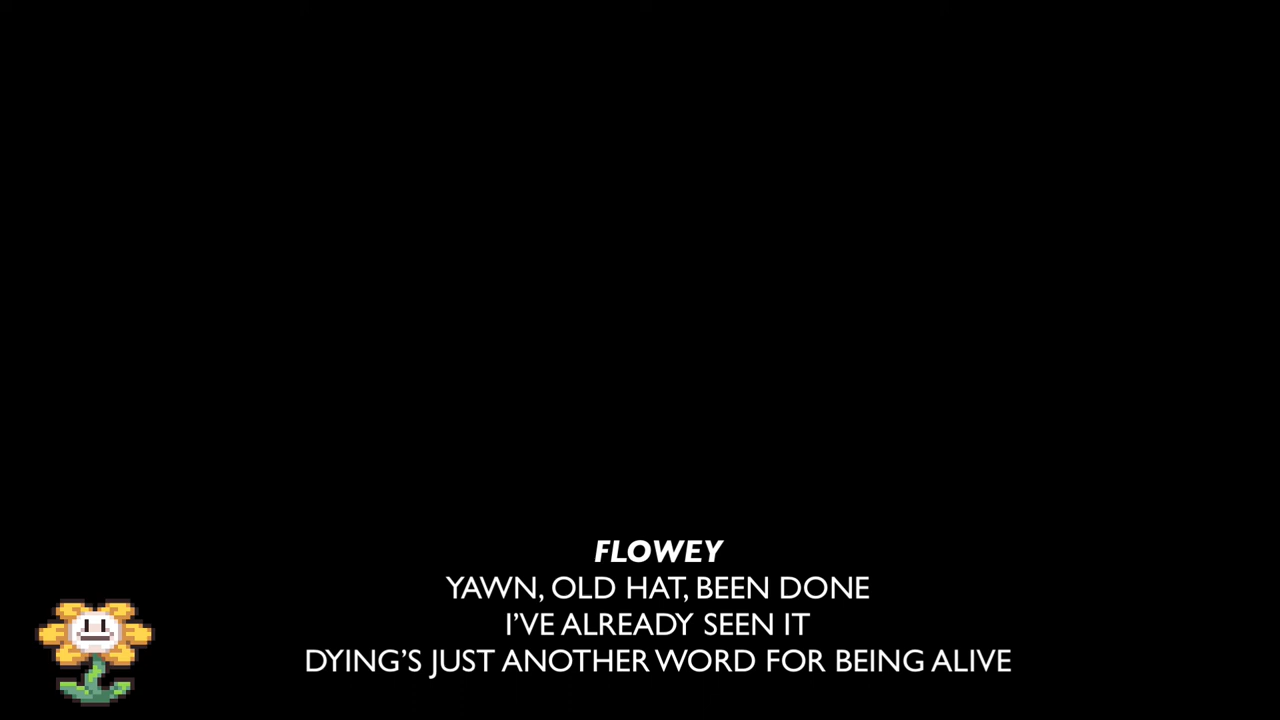 FLOWEY
YAWN, OLD HAT, BEEN DONE
I’VE ALREADY SEEN IT
DYING’S JUST ANOTHER WORD FOR BEING ALIVE